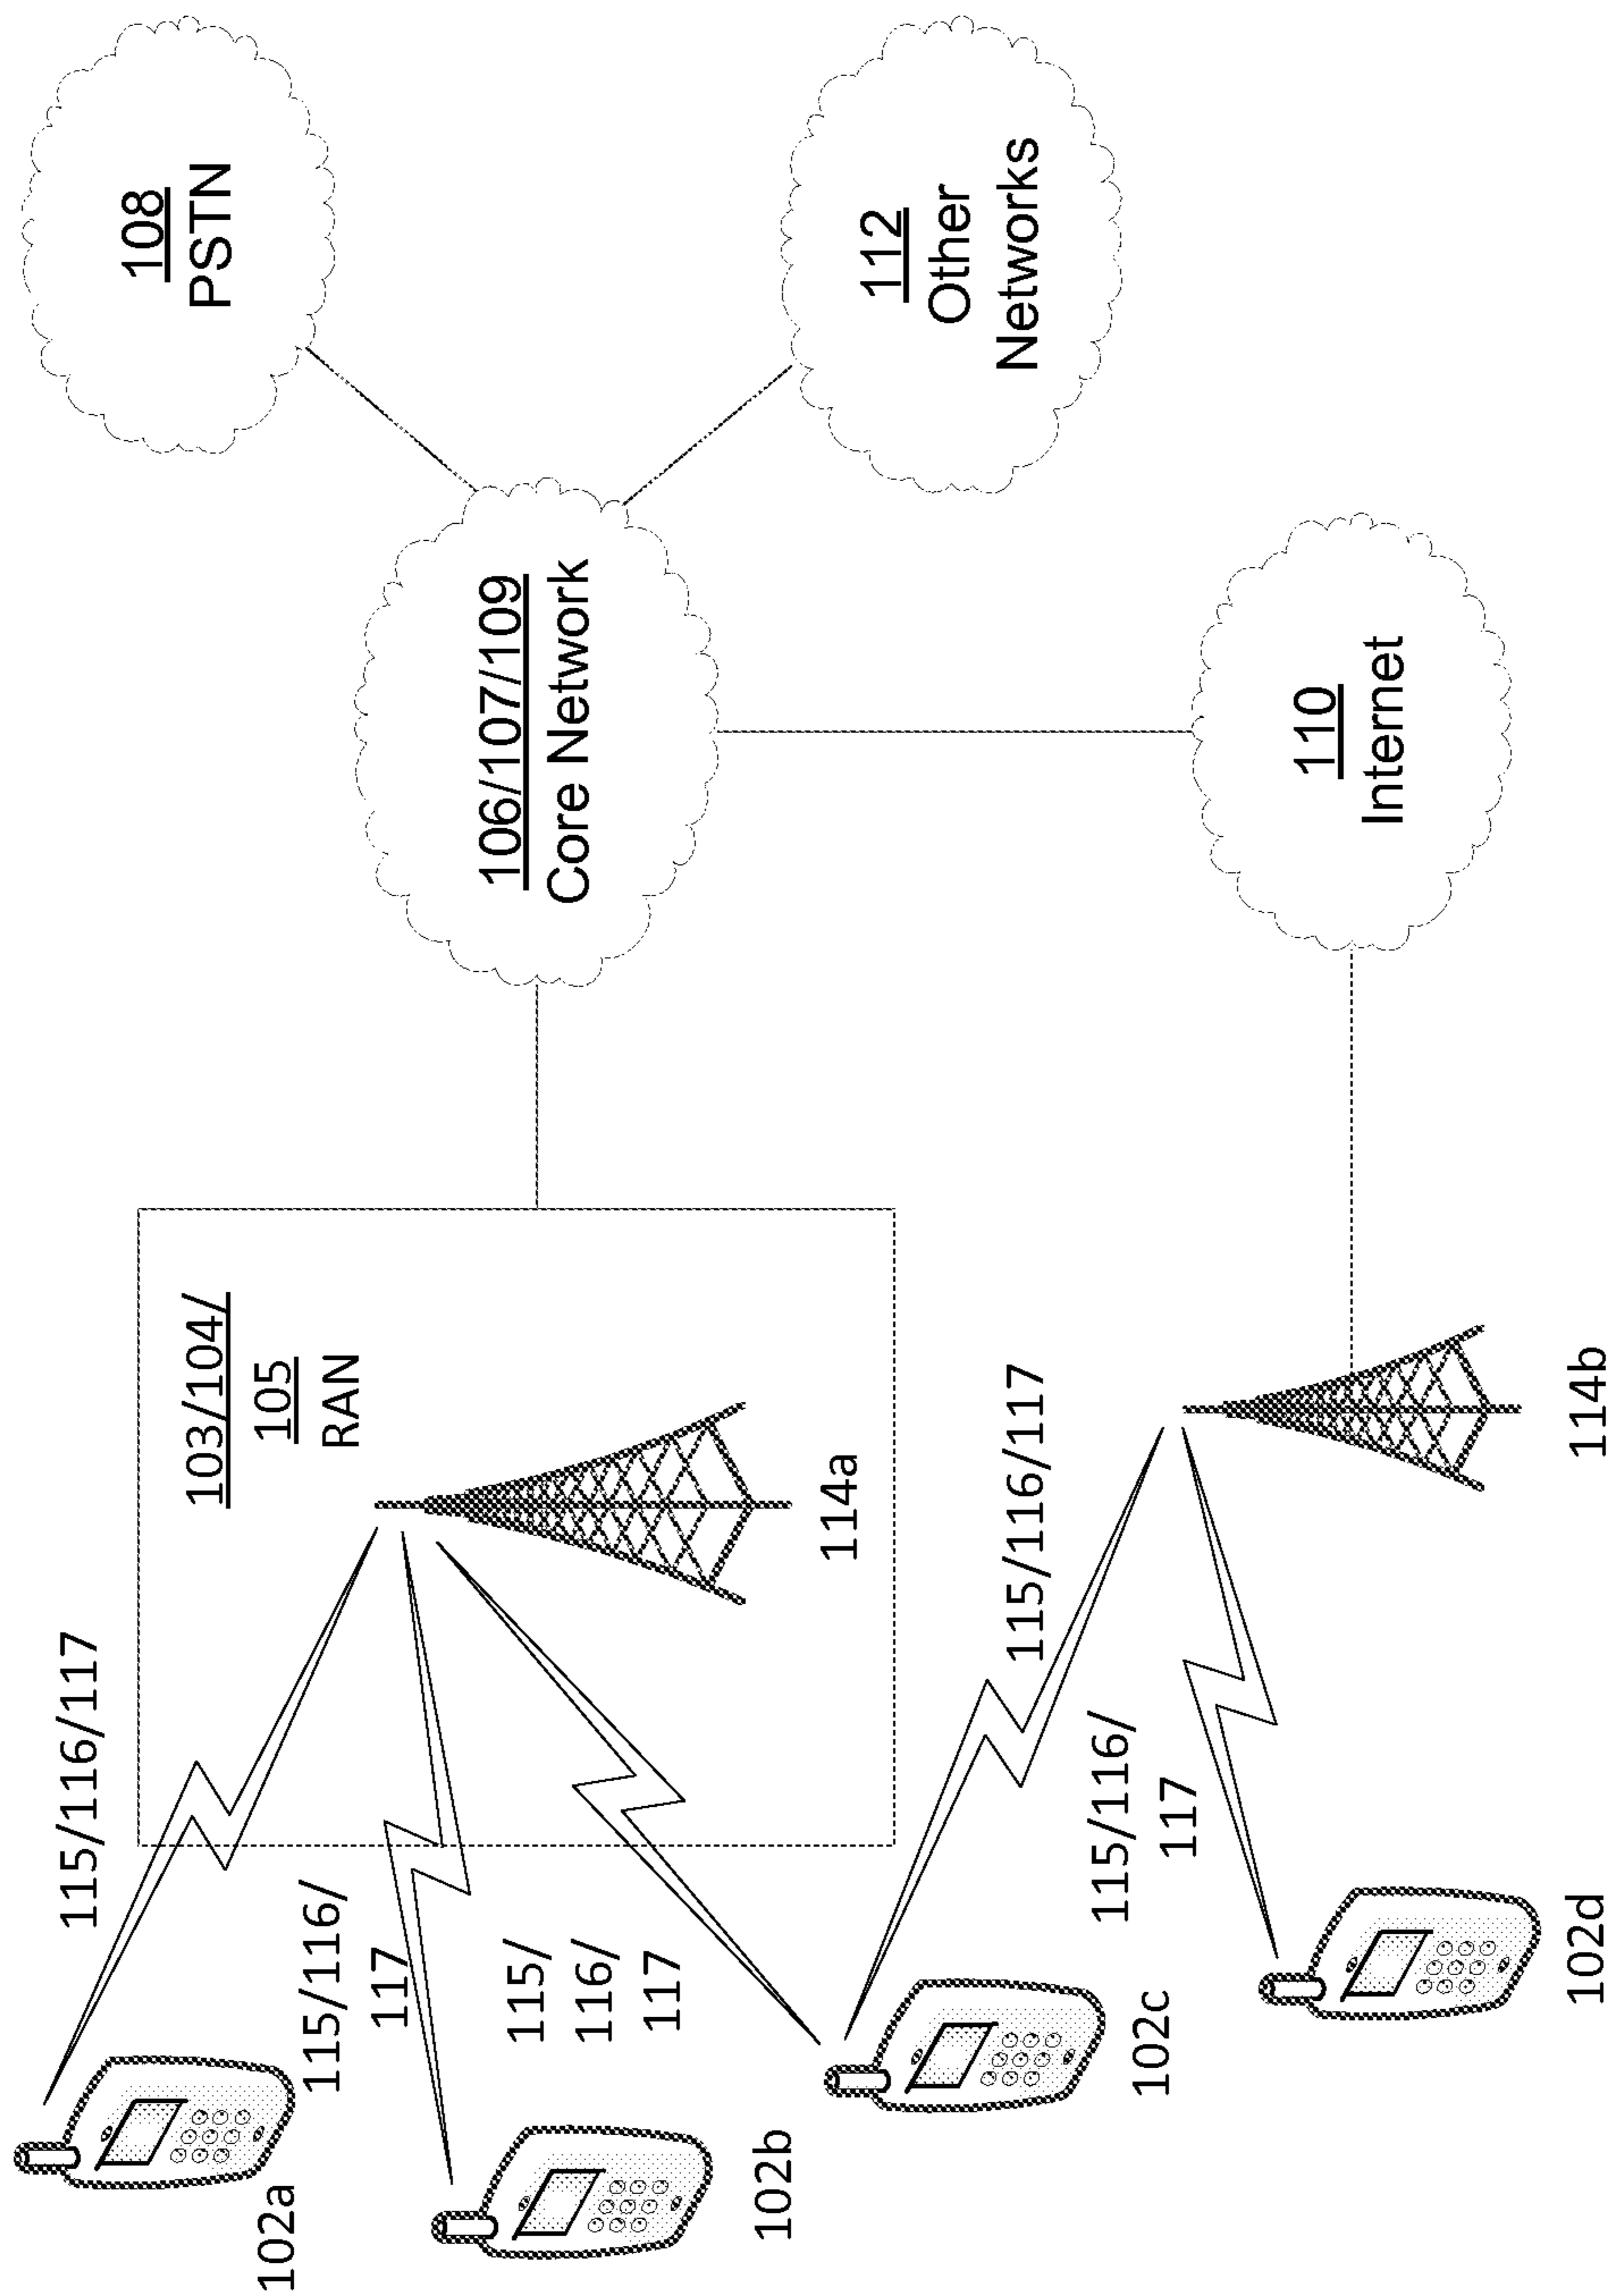 108
PSTN
106/107/109
Core Network
112
Other
Networks
110
Internet
103/104/
105
RAN
114a
114b
115/116/117
115/116/
117
115/
116/
117
115/116/117
115/116/
117
102a
102b
102c
102d